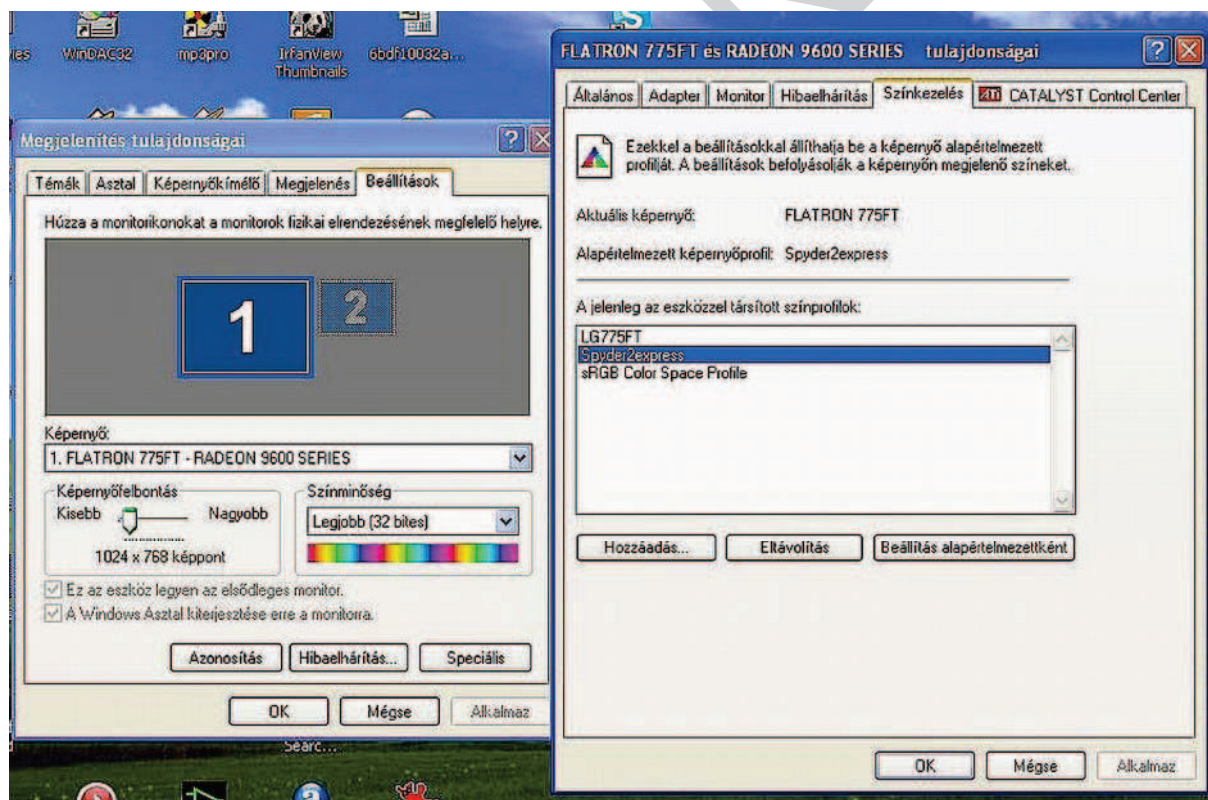 WinDAC32
mp3pro
IrfanView
Thumbnails
6bdf10032a...
Megjelenítés tulajdonságai
Témák
Asztal
Képernyőkímélő
Megjelenés
Beállítások
Húzza a monitorikonokat a monitorok fizikai elrendezésének megfelelő helyre.
1
2
Képernyő:
1. FLATRON 775FT - RADEON 9600 SERIES
Képernyőfelbontás
Kisebb
Nagyobb
1024 x 768 képpont
Színminőség
Legjobb (32 bites)
Ez az eszköz legyen az elsődleges monitor.
A Windows Asztal kiterjesztése erre a monitorra.
Azonosítás
Hibaelhárítás...
Speciális
OK
Mégse
Alkalmaz
Searc...
FLATRON 775FT és RADEON 9600 SERIES tulajdonságai
Általános
Adapter
Monitor
Hibaelhárítás
Színkezelés
ATI CATALYST Control Center
Ezekkel a beállításokkal állíthatja be a képernyő alapértelmezett
profilját. A beállítások befolyásolják a képernyőn megjelenő színeket.
Aktuális képernyő: FLATRON 775FT
Alapértelmezett képernyőprofil: Spyder2express
A jelenleg az eszközzel társított színprofilok:
LG775FT
Spyder2express
sRGB Color Space Profile
Hozzáadás...
Eltávolítás
Beállítás alapértelmezettként
OK
Mégse
Alkalmaz